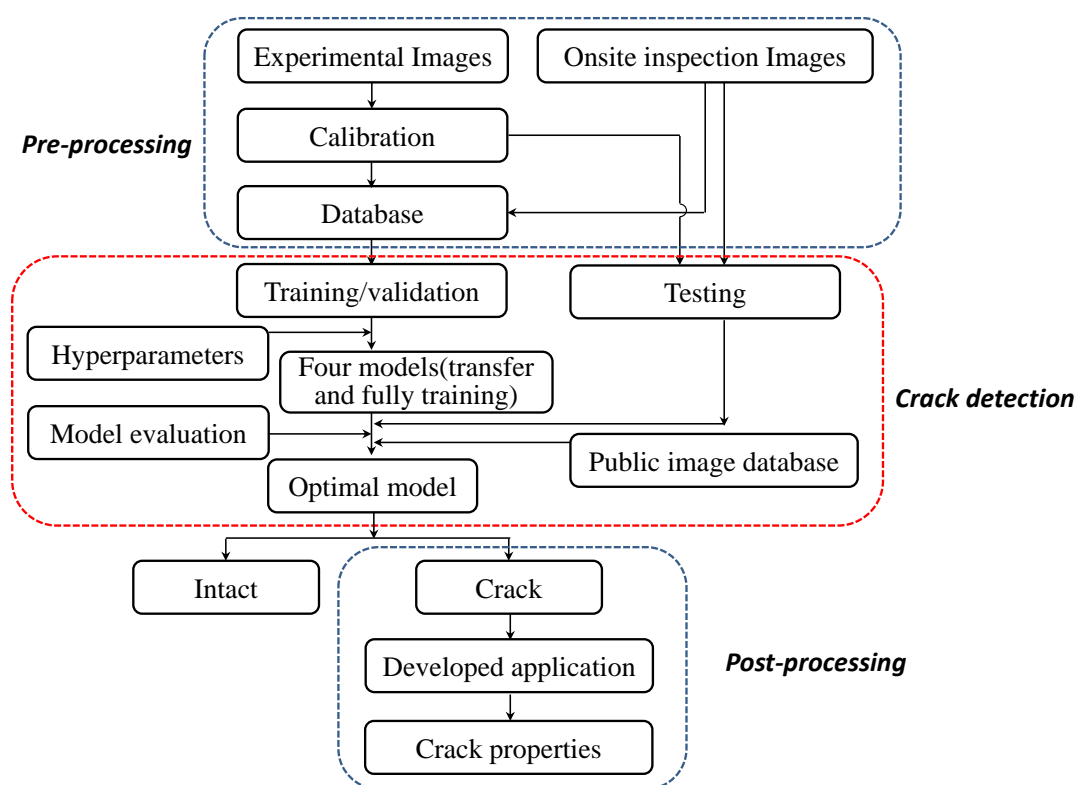 Experimental Images
Onsite inspection Images
Pre-processing
Calibration
Database
Training/validation
Testing
Hyperparameters
Four models(transfer
and fully training)
Crack detection
Model evaluation
Public image database
Optimal model
Intact
Crack
Developed application
Post-processing
Crack properties